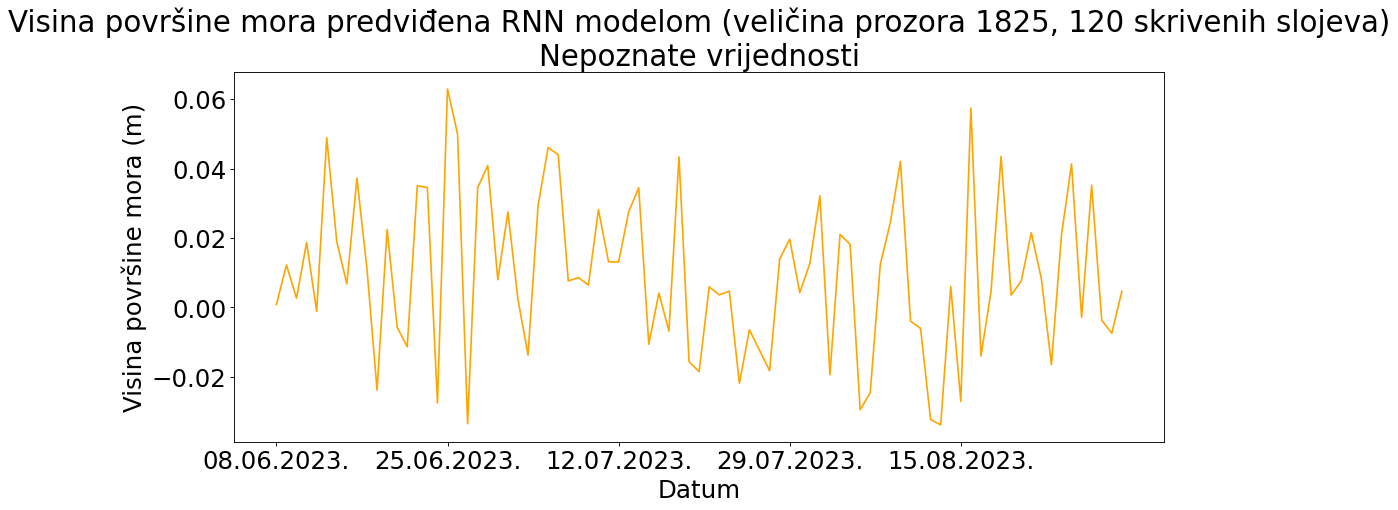 Visina površine mora predviđena RNN modelom (veličina prozora 1825, 120 skrivenih slojeva)
Nepoznate vrijednosti
Visina površine mora (m)
0.06
0.04
0.02
0.00
−0.02
08.06.2023. 25.06.2023. 12.07.2023. 29.07.2023. 15.08.2023.
Datum